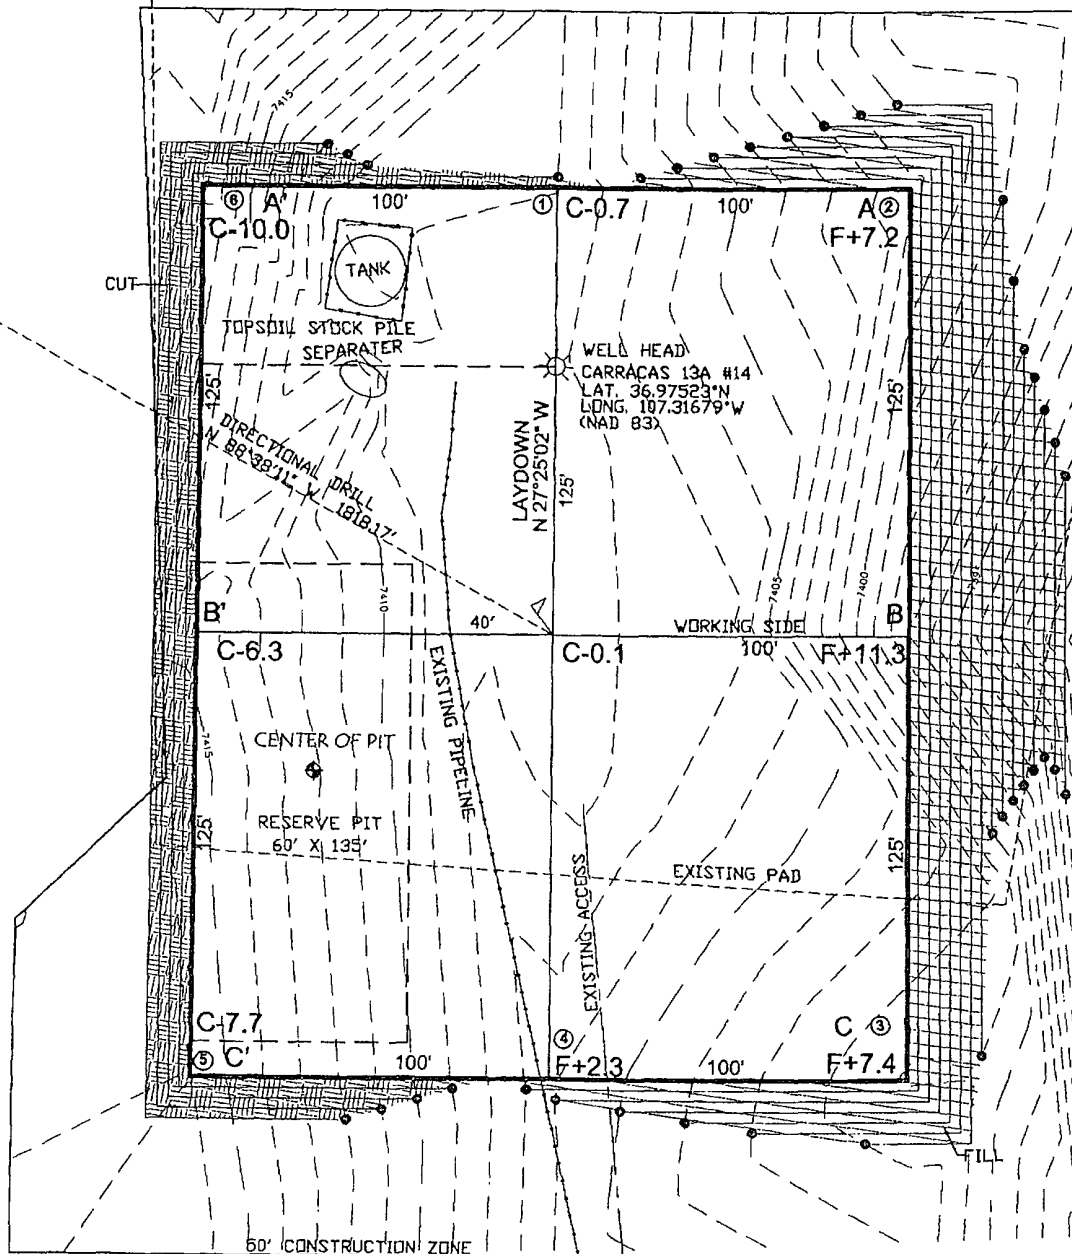 7415
⑥ A' 100' ① C-0.7 100' A ②
C-10.0
F+7.2
TANK
CUT
TOPSOIL STOCK PILE
SEPARATER
WELL HEAD
CARRACAS 13A #14
LAT. 36.97523°N
LONG. 107.31679°W
(NAD 83)
125'
125'
DIRECTIONAL DRILL
N 88°38'11" W 1818.17'
LAYDOWN
N 27°25'02" W
125'
7410
7405
7400
B'
40'
WORKING SIDE
B
C-6.3
C-0.1
100'
F+11.3
EXISTING PIPELINE
7415
CENTER OF PIT
RESERVE PIT
60' X 135'
125'
125'
EXISTING PAD
EXISTING ACCESS
C-7.7
C ③
⑤ C' 100' ④
F+2.3
100'
F+7.4
FILL
50' CONSTRUCTION ZONE